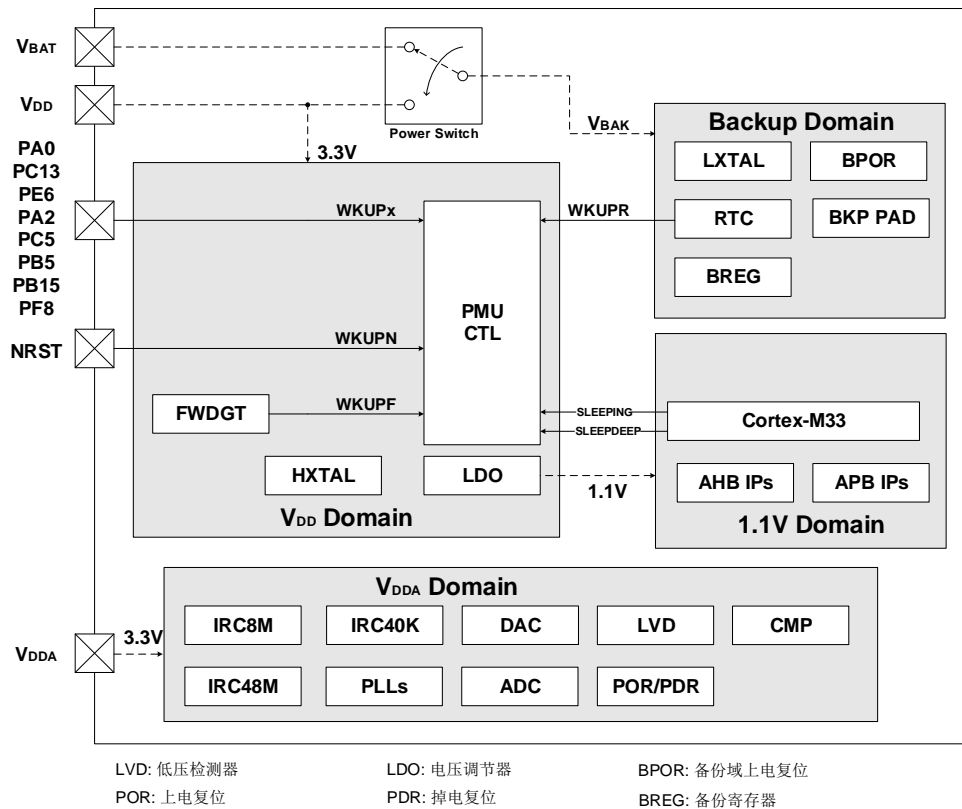 VBAT
VDD
Power Switch
VBAK
3.3V
PA0
PC13
PE6
PA2
PC5
PB5
PB15
PF8
NRST
WKUPx
WKUPN
FWDGT
WKUPF
PMU
CTL
HXTAL
LDO
VDD Domain
WKUPR
Backup Domain
LXTAL
BPOR
RTC
BKP PAD
BREG
SLEEPING
SLEEPDEEP
1.1V
Cortex-M33
AHB IPs
APB IPs
1.1V Domain
VDDA
3.3V
VDDA Domain
IRC8M
IRC40K
DAC
LVD
CMP
IRC48M
PLLs
ADC
POR/PDR
LVD: 低压检测器
LDO: 电压调节器
BPOR: 备份域上电复位
POR: 上电复位
PDR: 掉电复位
BREG: 备份寄存器